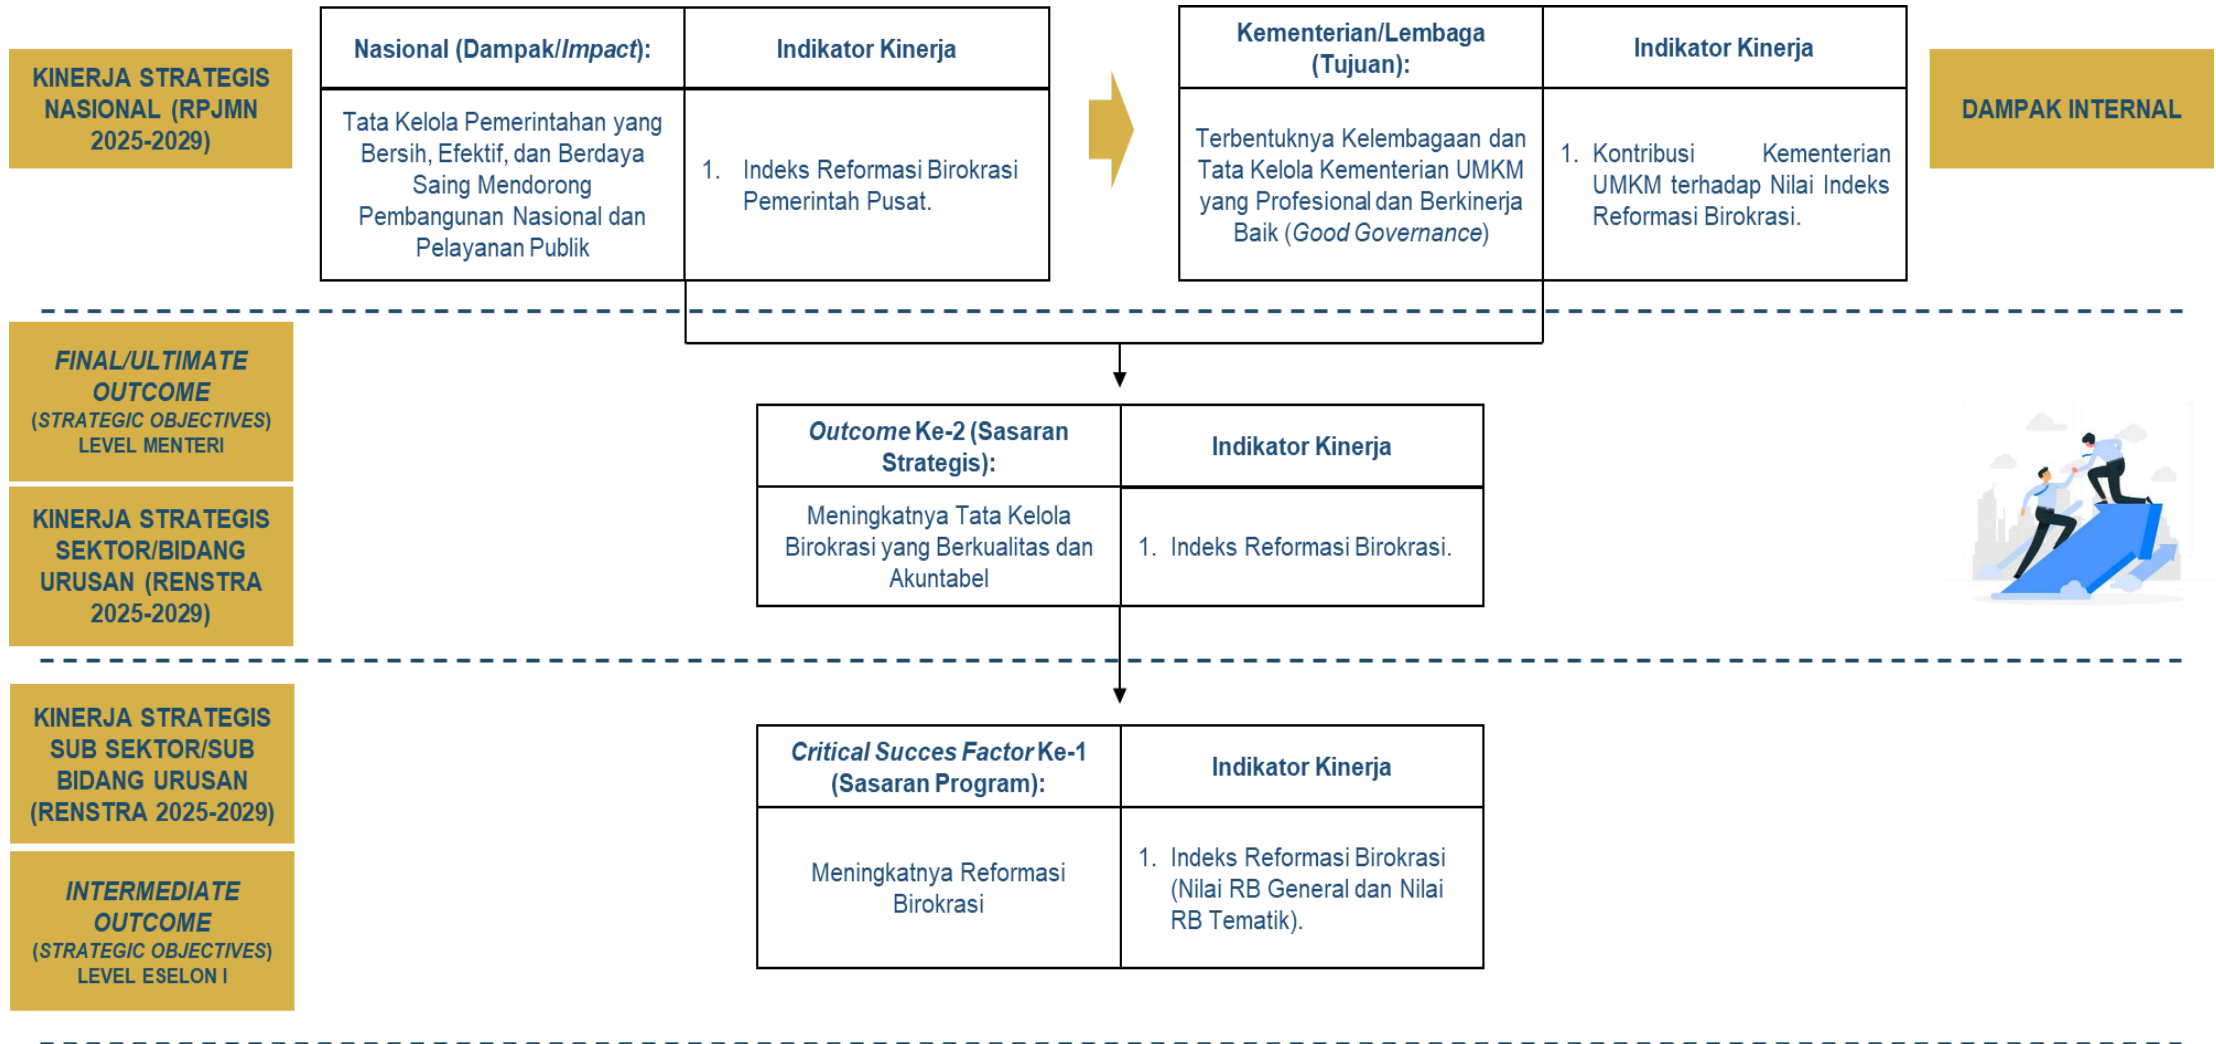 KINERJA STRATEGIS
NASIONAL (RPJMN
2025-2029)
Nasional (Dampak/Impact):
Indikator Kinerja
Tata Kelola Pemerintahan yang
Bersih, Efektif, dan Berdaya
Saing Mendorong
Pembangunan Nasional dan
Pelayanan Publik
1. Indeks Reformasi Birokrasi
Pemerintah Pusat.
Kementerian/Lembaga
(Tujuan):
Indikator Kinerja
Terbentuknya Kelembagaan dan
Tata Kelola Kementerian UMKM
yang Profesional dan Berkinerja
Baik (Good Governance)
1. Kontribusi Kementerian
UMKM terhadap Nilai Indeks
Reformasi Birokrasi.
DAMPAK INTERNAL
FINAL/ULTIMATE
OUTCOME
(STRATEGIC OBJECTIVES)
LEVEL MENTERI
KINERJA STRATEGIS
SEKTOR/BIDANG
URUSAN (RENSTRA
2025-2029)
Outcome Ke-2 (Sasaran
Strategis):
Indikator Kinerja
Meningkatnya Tata Kelola
Birokrasi yang Berkualitas dan
Akuntabel
1. Indeks Reformasi Birokrasi.
KINERJA STRATEGIS
SUB SEKTOR/SUB
BIDANG URUSAN
(RENSTRA 2025-2029)
INTERMEDIATE
OUTCOME
(STRATEGIC OBJECTIVES)
LEVEL ESELON I
Critical Succes Factor Ke-1
(Sasaran Program):
Indikator Kinerja
Meningkatnya Reformasi
Birokrasi
1. Indeks Reformasi Birokrasi
(Nilai RB General dan Nilai
RB Tematik).